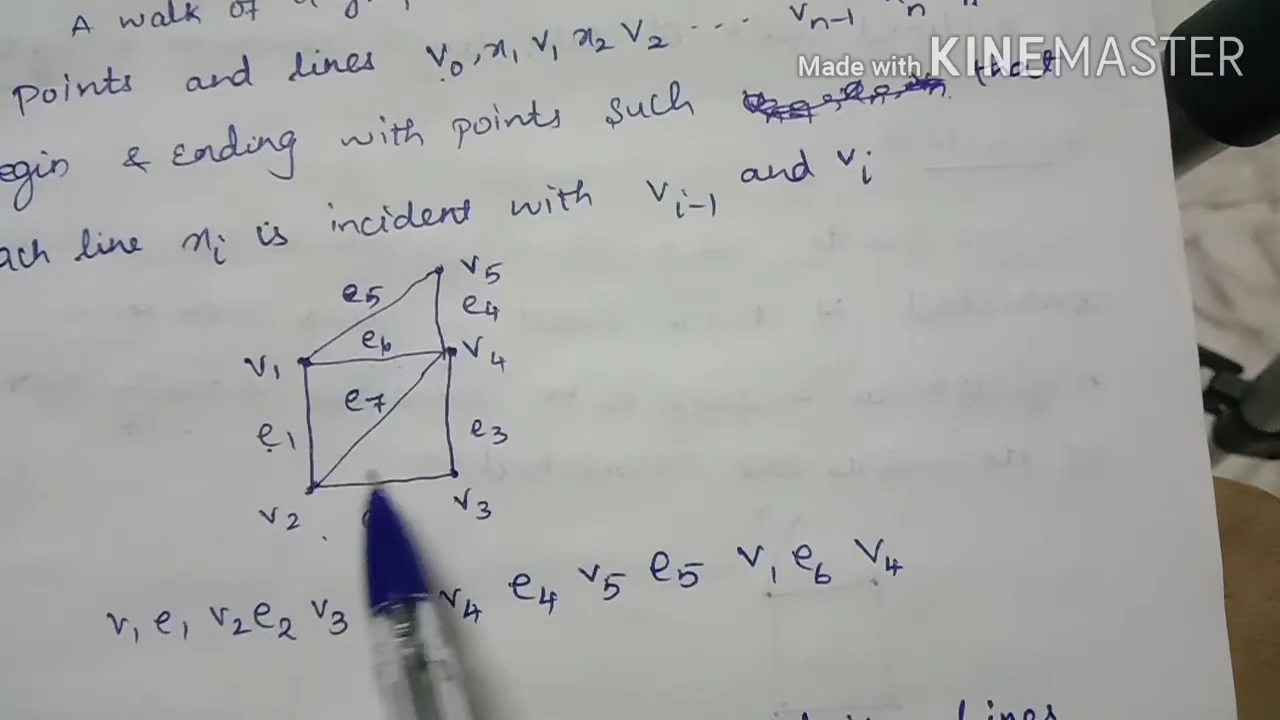 A walk of a
points and lines v0, x1 v1 x2 v2 ... vn-1
Made with KINEMASTER
egin & Ending with points such that
ach line xi is incident with vi-1 and vi
v5
e5
e4
e6
v1
v4
e7
e1
e3
v2
v3
v1 e1 v2 e2 v3 v4 e4 v5 e5 v1 e6 v4
lines